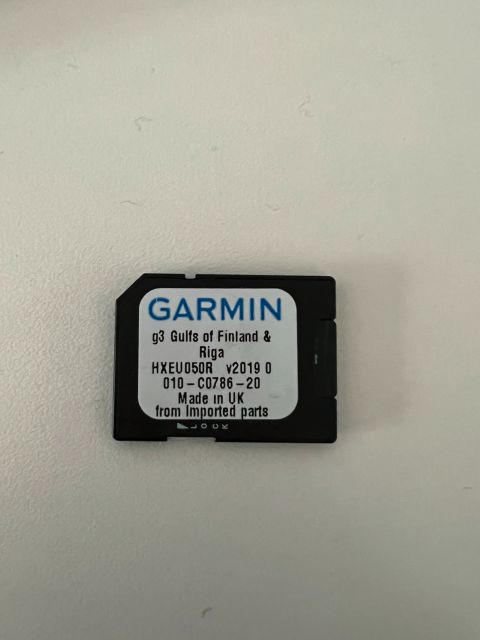 GARMIN
g3 Gulfs of Finland &
Riga
HXEU050R v2019 0
010-C0786-20
Made in UK
from Imported parts
LOCK